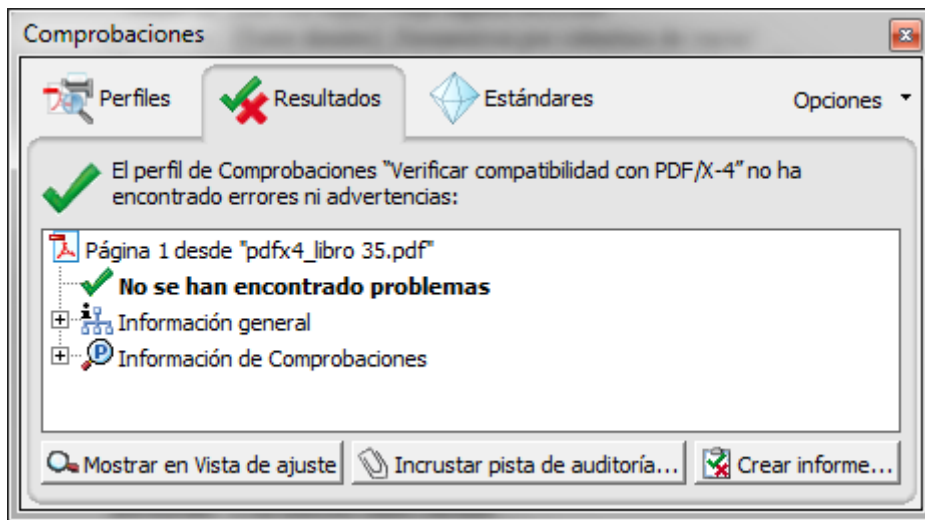 Comprobaciones
Perfiles
Resultados
Estándares
Opciones
El perfil de Comprobaciones "Verificar compatibilidad con PDF/X-4" no ha
encontrado errores ni advertencias:
Página 1 desde "pdfx4_libro 35.pdf"
No se han encontrado problemas
Información general
Información de Comprobaciones
Mostrar en Vista de ajuste
Incrustar pista de auditoría...
Crear informe...